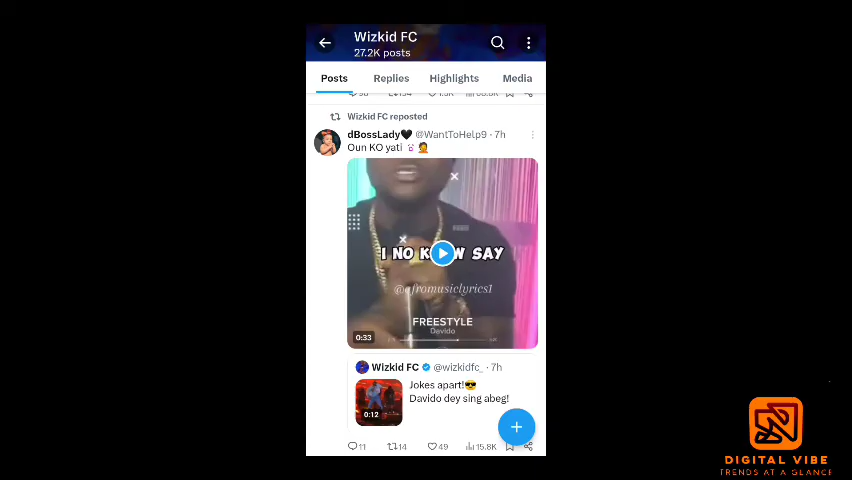 Wizkid FC
27.2K posts
Posts
Replies
Highlights
Media
Wizkid FC reposted
dBossLady🖤 @WantToHelp9 · 7h
Oun KO yati
I NO KNOW SAY
@afromusiclyrics1
FREESTYLE
Davido
0:33
Wizkid FC @wizkidfc_ · 7h
Jokes apart!😎
Davido dey sing abeg!
0:12
11
14
49
15.8K
DIGITAL VIBE
TRENDS AT A GLANCE